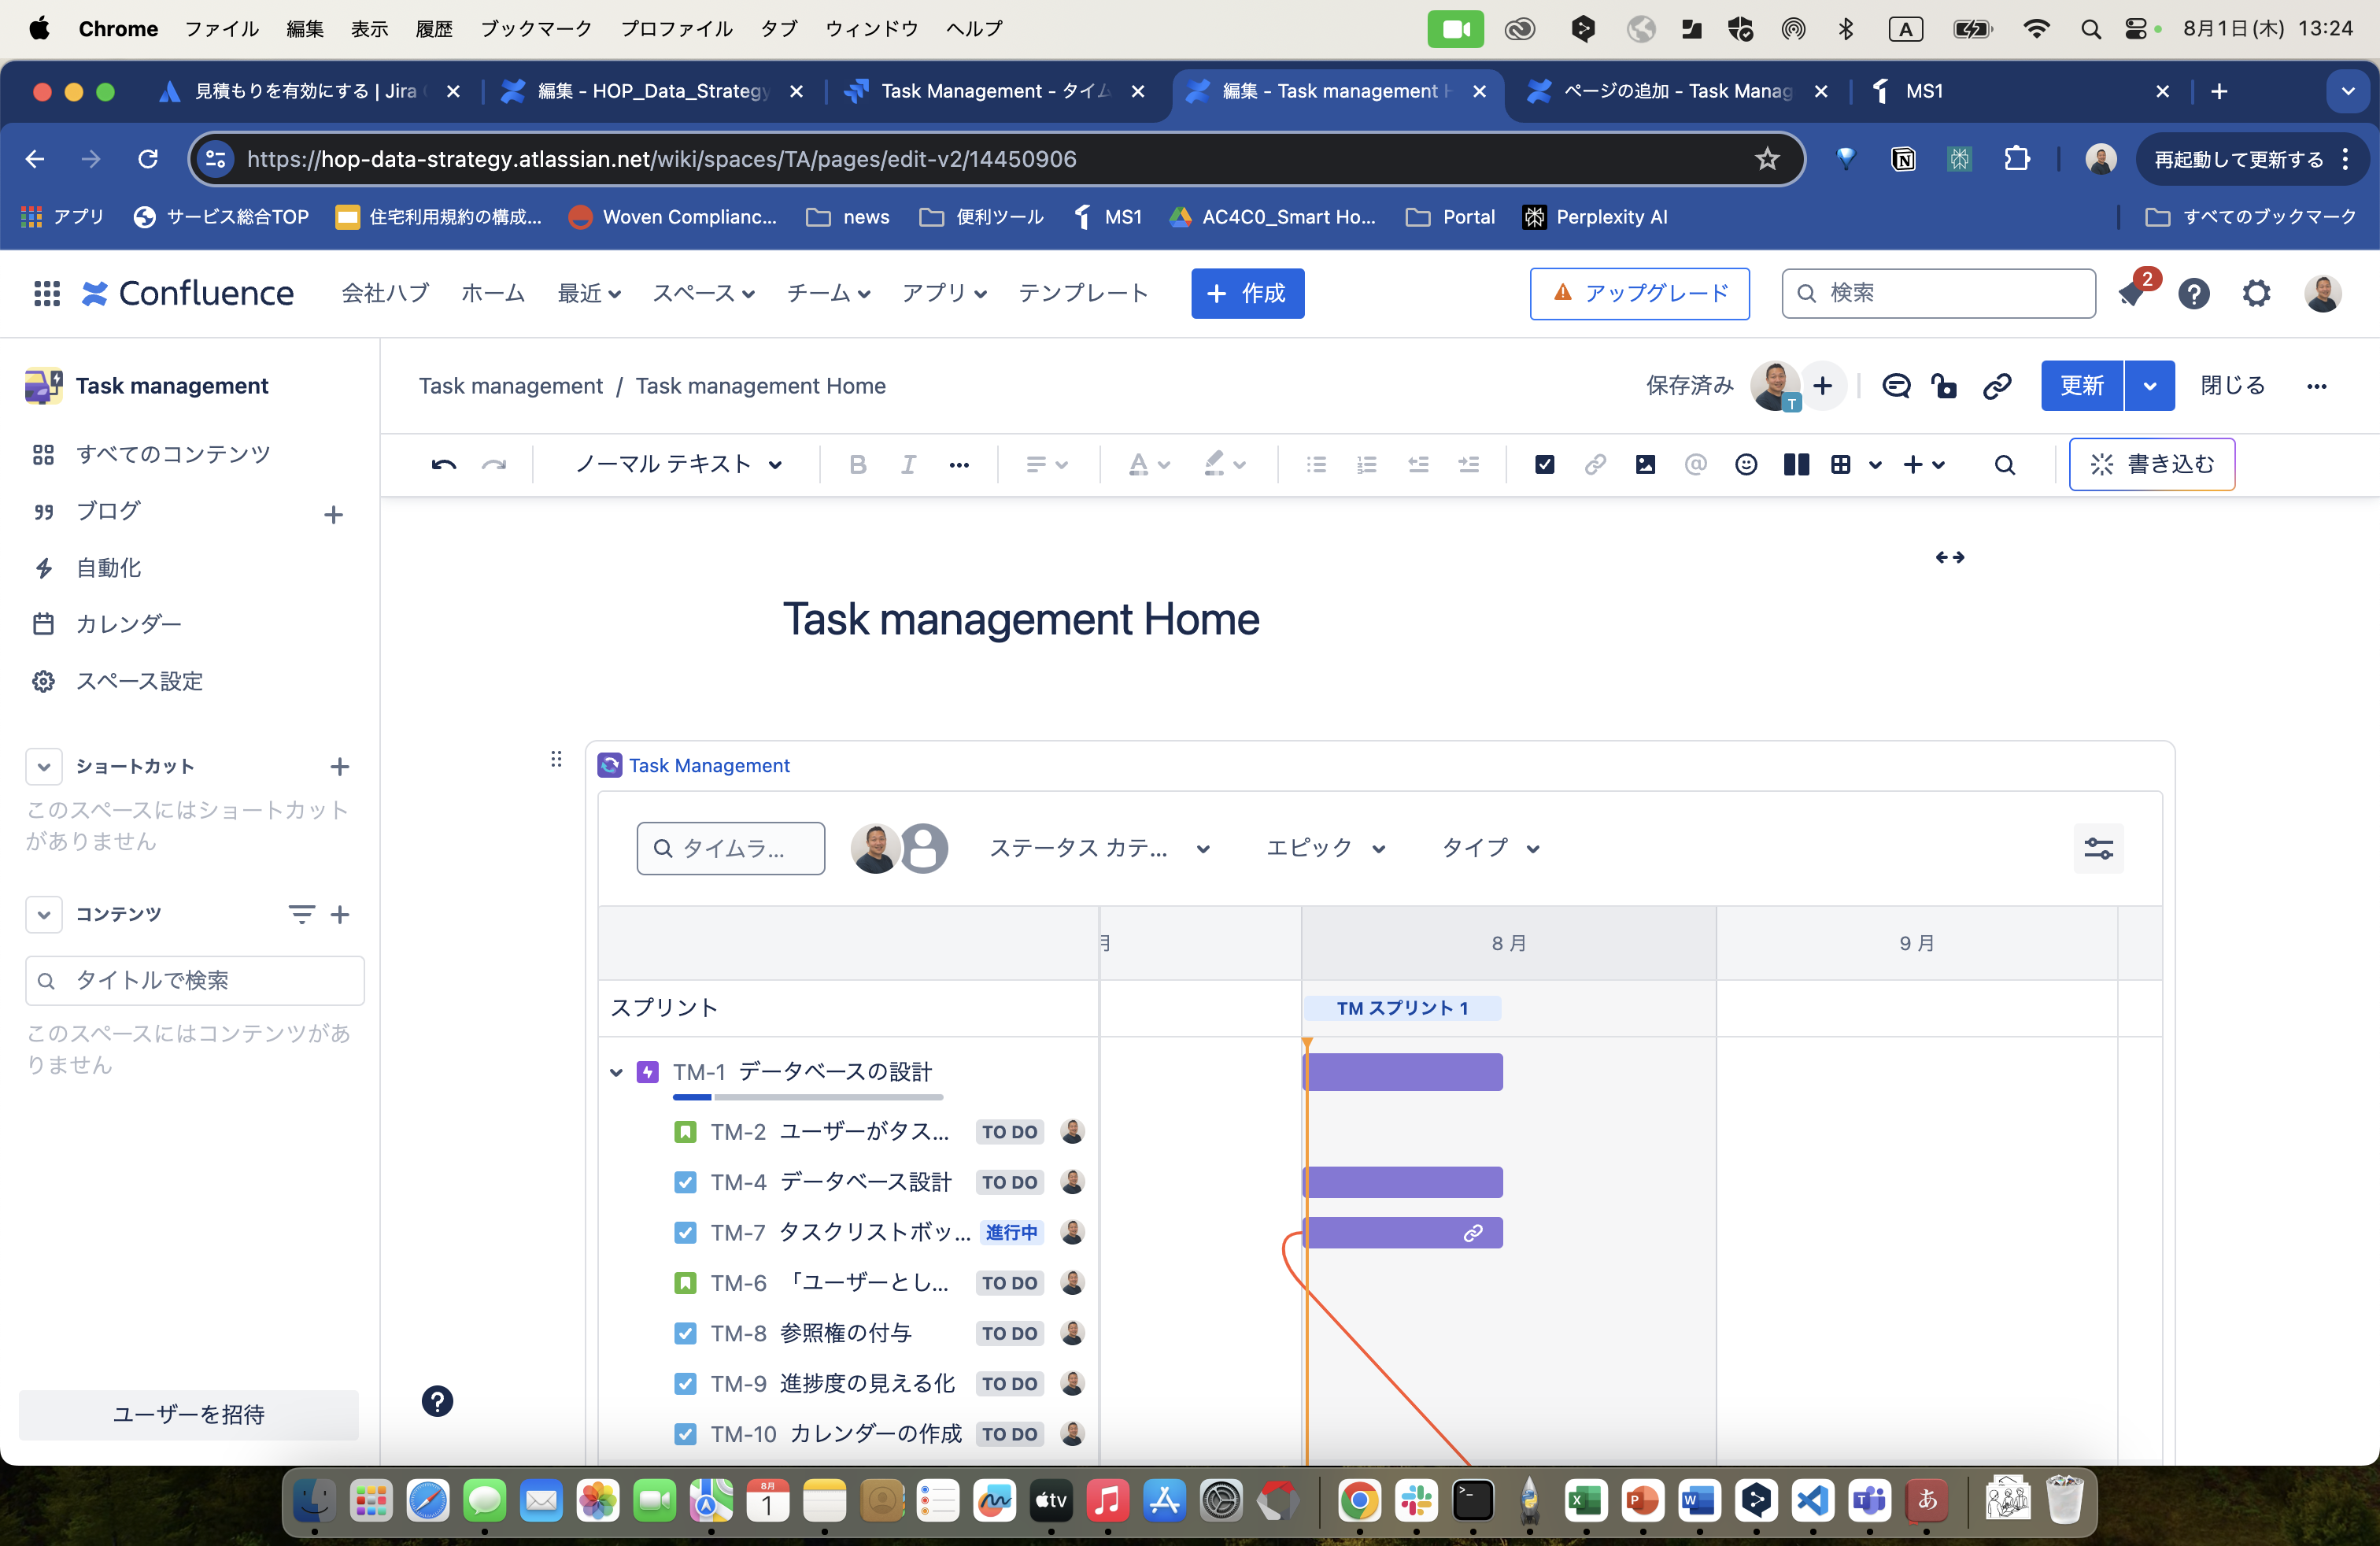 Chrome ファイル 編集 表示 履歴 ブックマーク プロファイル タブ ウィンドウ ヘルプ A 8月1日(木) 13:24
見積もりを有効にする | Jira 編集 - HOP_Data_Strategy Task Management - タイム 編集 - Task management H ページの追加 - Task Manag MS1
https://hop-data-strategy.atlassian.net/wiki/spaces/TA/pages/edit-v2/14450906 再起動して更新する
アプリ サービス総合TOP 住宅利用規約の構成... Woven Complianc... news 便利ツール MS1 AC4C0_Smart Ho... Portal Perplexity AI すべてのブックマーク
Confluence 会社ハブ ホーム 最近 スペース チーム アプリ テンプレート + 作成 アップグレード 検索 2
Task management
Task management / Task management Home 保存済み T 更新 閉じる
すべてのコンテンツ
ノーマル テキスト B I A 書き込む
ブログ
自動化
カレンダー
スペース設定
Task management Home
ショートカット
このスペースにはショートカット
がありません
コンテンツ
タイトルで検索
このスペースにはコンテンツがあ
りません
ユーザーを招待
Task Management
タイムラ... ステータス カテ... エピック タイプ
月 8 月 9 月
スプリント TM スプリント 1
TM-1 データベースの設計
TM-2 ユーザーがタス... TO DO
TM-4 データベース設計 TO DO
TM-7 タスクリストボッ... 進行中
TM-6 「ユーザーとし... TO DO
TM-8 参照権の付与 TO DO
TM-9 進捗度の見える化 TO DO
TM-10 カレンダーの作成 TO DO
8月 1 tv X P W T あ